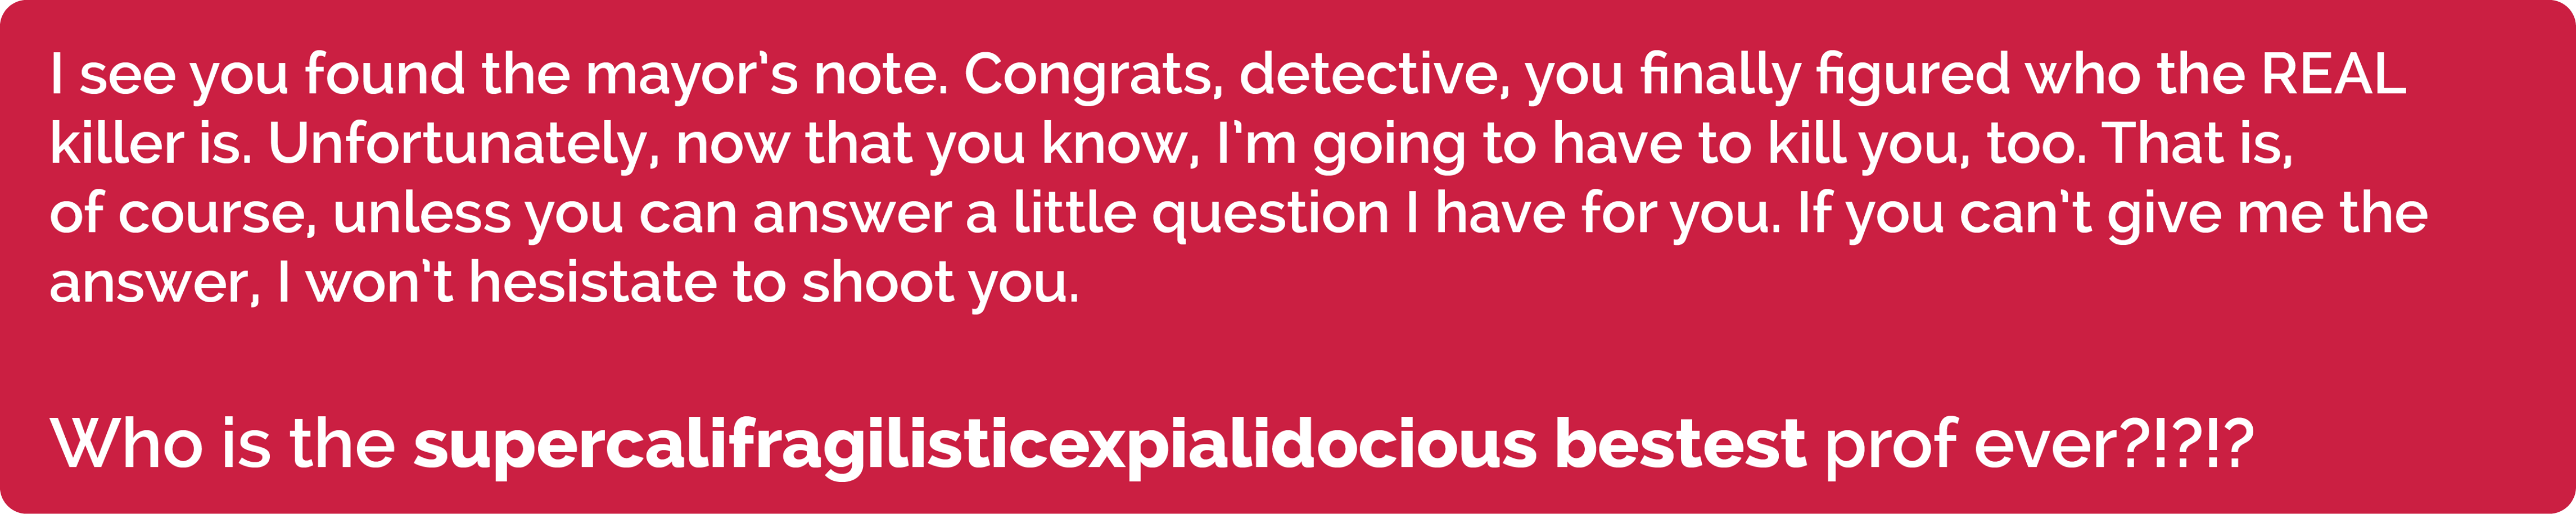 I see you found the mayor's note. Congrats, detective, you finally figured who the REAL
killer is. Unfortunately, now that you know, I'm going to have to kill you, too. That is,
of course, unless you can answer a little question I have for you. If you can't give me the
answer, I won't hesistate to shoot you.
Who is the supercalifragilisticexpialidocious bestest prof ever?!?!?